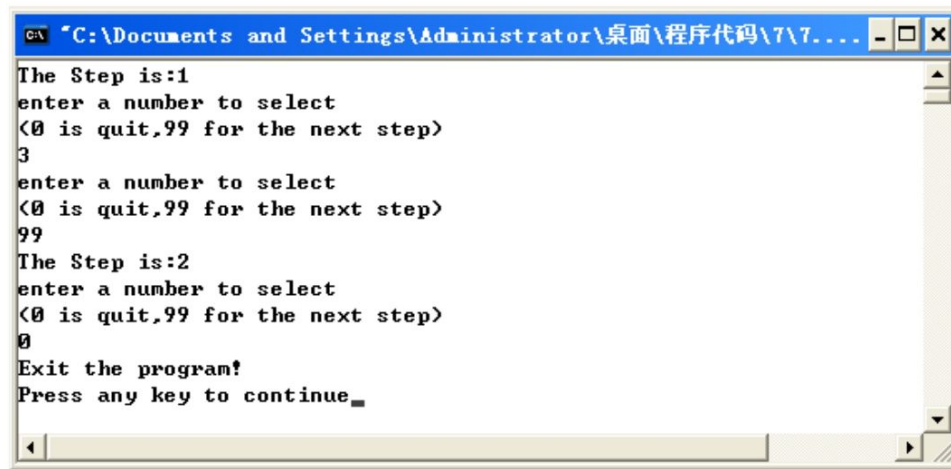 "C:\Documents and Settings\Administrator\桌面\程序代码\7\7....
The Step is:1
enter a number to select
(0 is quit,99 for the next step)
3
enter a number to select
(0 is quit,99 for the next step)
99
The Step is:2
enter a number to select
(0 is quit,99 for the next step)
0
Exit the program!
Press any key to continue_